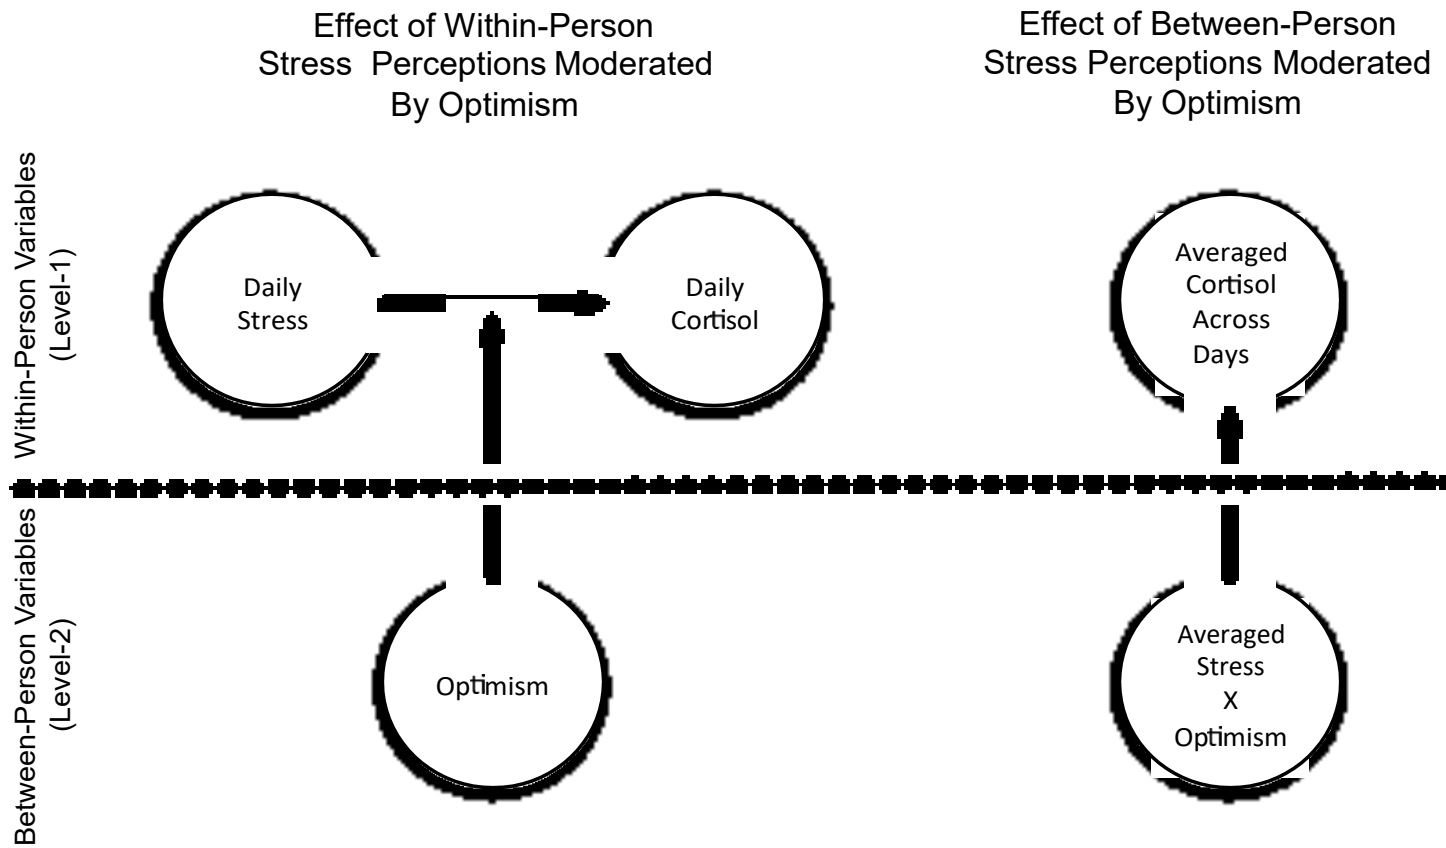 Effect of Within-Person
Stress Perceptions Moderated
By Optimism
Effect of Between-Person
Stress Perceptions Moderated
By Optimism
Within-Person Variables
(Level-1)
Daily
Stress
Daily
Cortisol
Averaged
Cortisol
Across
Days
Between-Person Variables
(Level-2)
Optimism
Averaged
Stress
X
Optimism